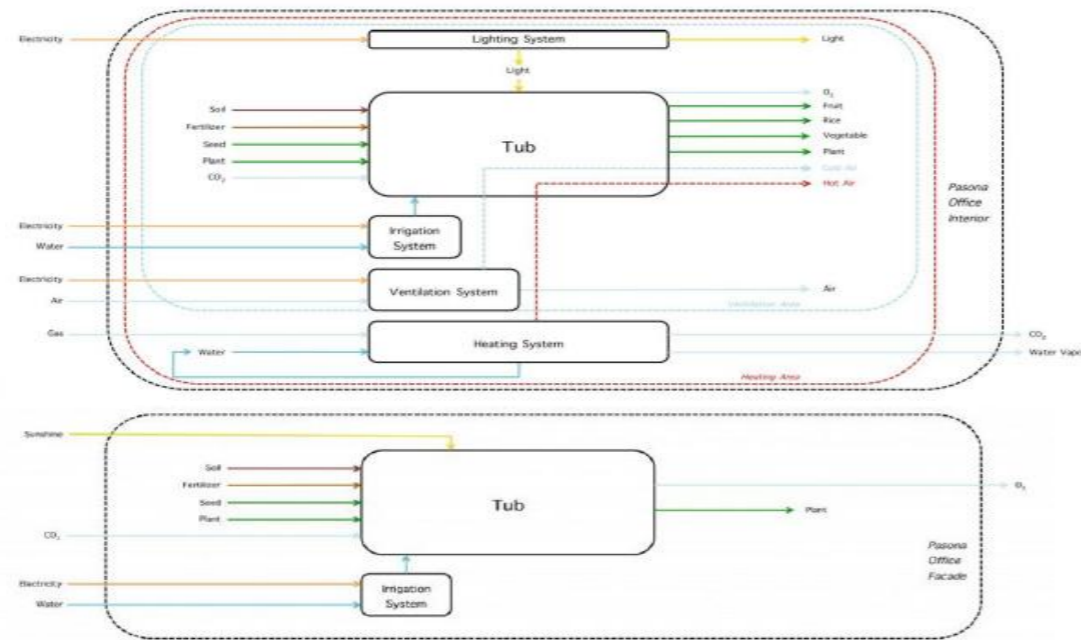 Electricity
Lighting System
Light
Light
Soil
Fertilizer
Seed
Plant
CO₂
Tub
O₂
Fruit
Rice
Vegetable
Plant
Cold Air
Hot Air
Pasona
Office
Interior
Electricity
Water
Irrigation
System
Electricity
Air
Ventilation System
Air
Ventilation Area
Gas
Water
Heating System
CO₂
Water Vapo
Heating Area
Sunshine
Soil
Fertilizer
Seed
Plant
CO₂
Tub
O₂
Plant
Pasona
Office
Facade
Electricity
Water
Irrigation
System